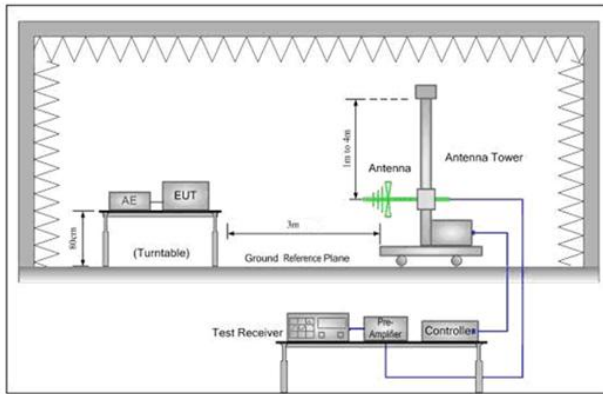 1m to 4m
Antenna
Antenna Tower
AE
EUT
80cm
(Turntable)
3m
Ground Reference Plane
Test Receiver
Pre-
Amplifier
Controller